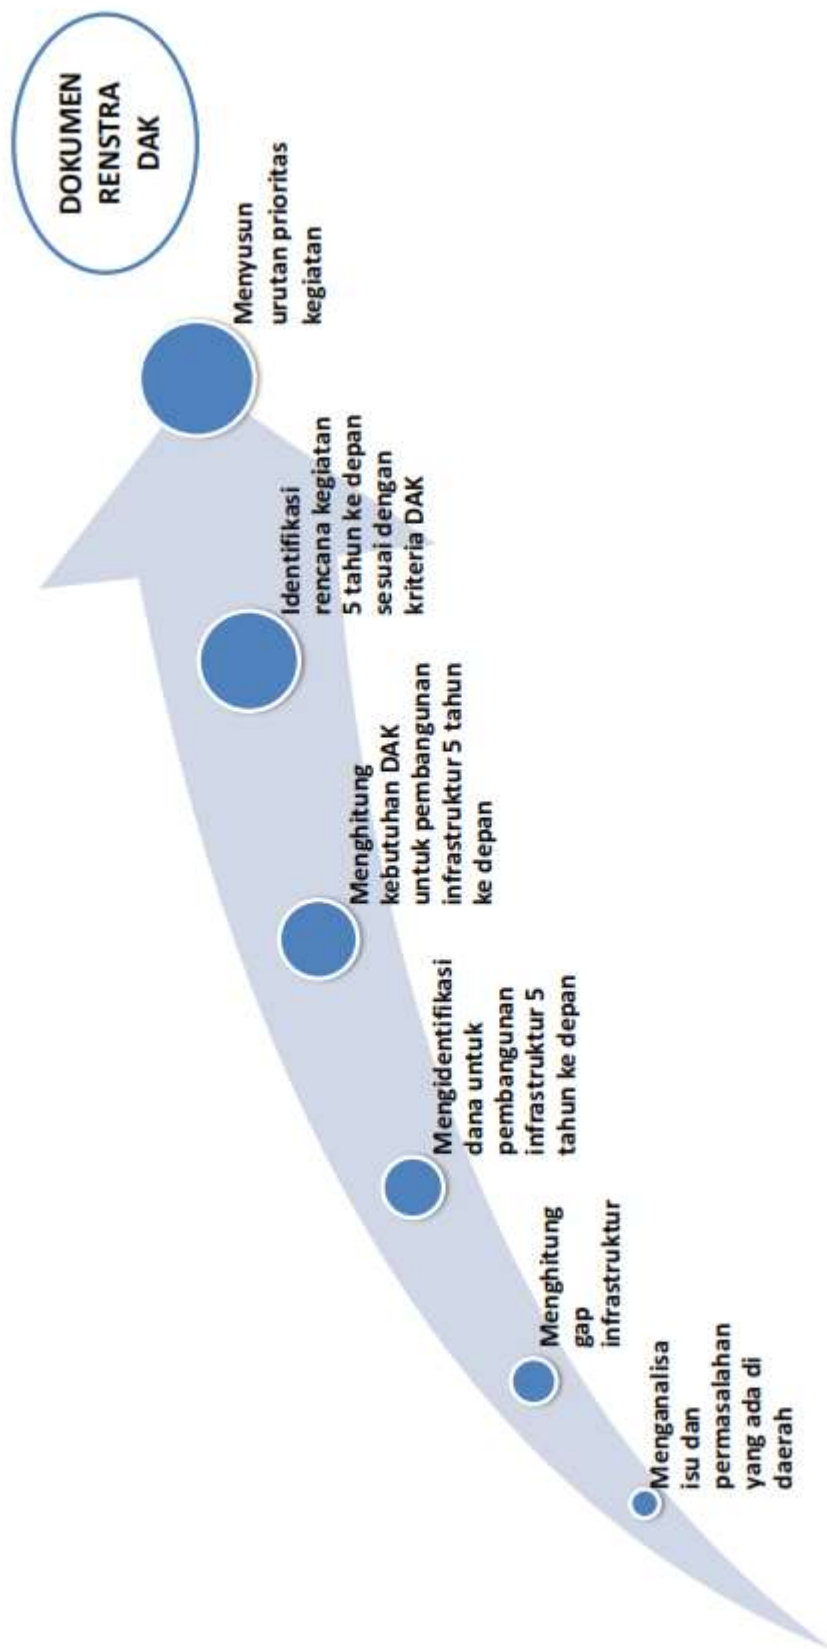 Menganalisa
isu dan
permasalahan
yang ada di
daerah
Menghitung
gap
infrastruktur
Mengidentifikasi
dana untuk
pembangunan
infrastruktur 5
tahun ke depan
Menghitung
kebutuhan DAK
untuk pembangunan
infrastruktur 5 tahun
ke depan
Identifikasi
rencana kegiatan
5 tahun ke depan
sesuai dengan
kriteria DAK
Menyusun
urutan prioritas
kegiatan
DOKUMEN
RENSTRA
DAK